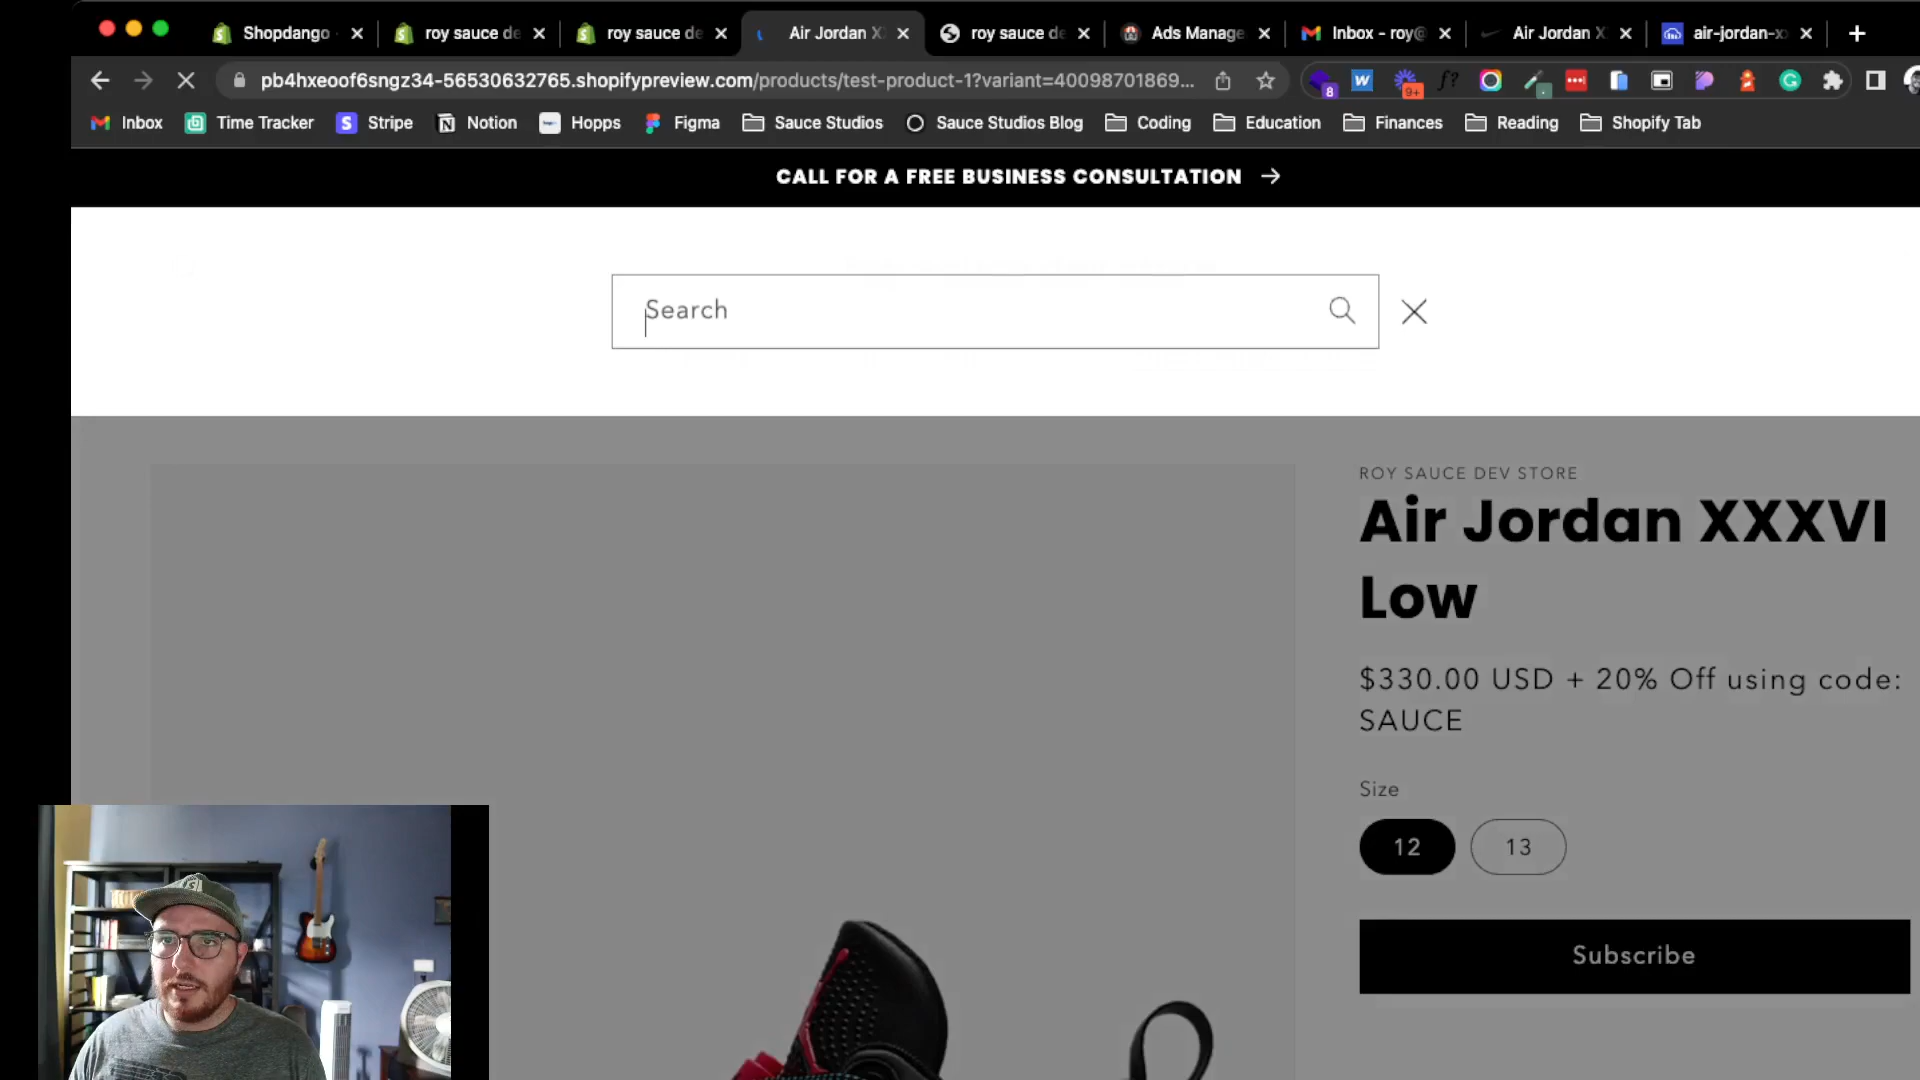 Shopdango
roy sauce de
roy sauce de
Air Jordan X
roy sauce de
Ads Manage
Inbox - roy@
Air Jordan X
air-jordan-x
pb4hxeoof6sngz34-56530632765.shopifypreview.com/products/test-product-1?variant=40098701869...
8
W
9+
f?
G
Inbox
Time Tracker
Stripe
Notion
Hopps
Figma
Sauce Studios
Sauce Studios Blog
Coding
Education
Finances
Reading
Shopify Tab
CALL FOR A FREE BUSINESS CONSULTATION
Search
ROY SAUCE DEV STORE
Air Jordan XXXVI
Low
$330.00 USD + 20% Off using code:
SAUCE
Size
12
13
Subscribe